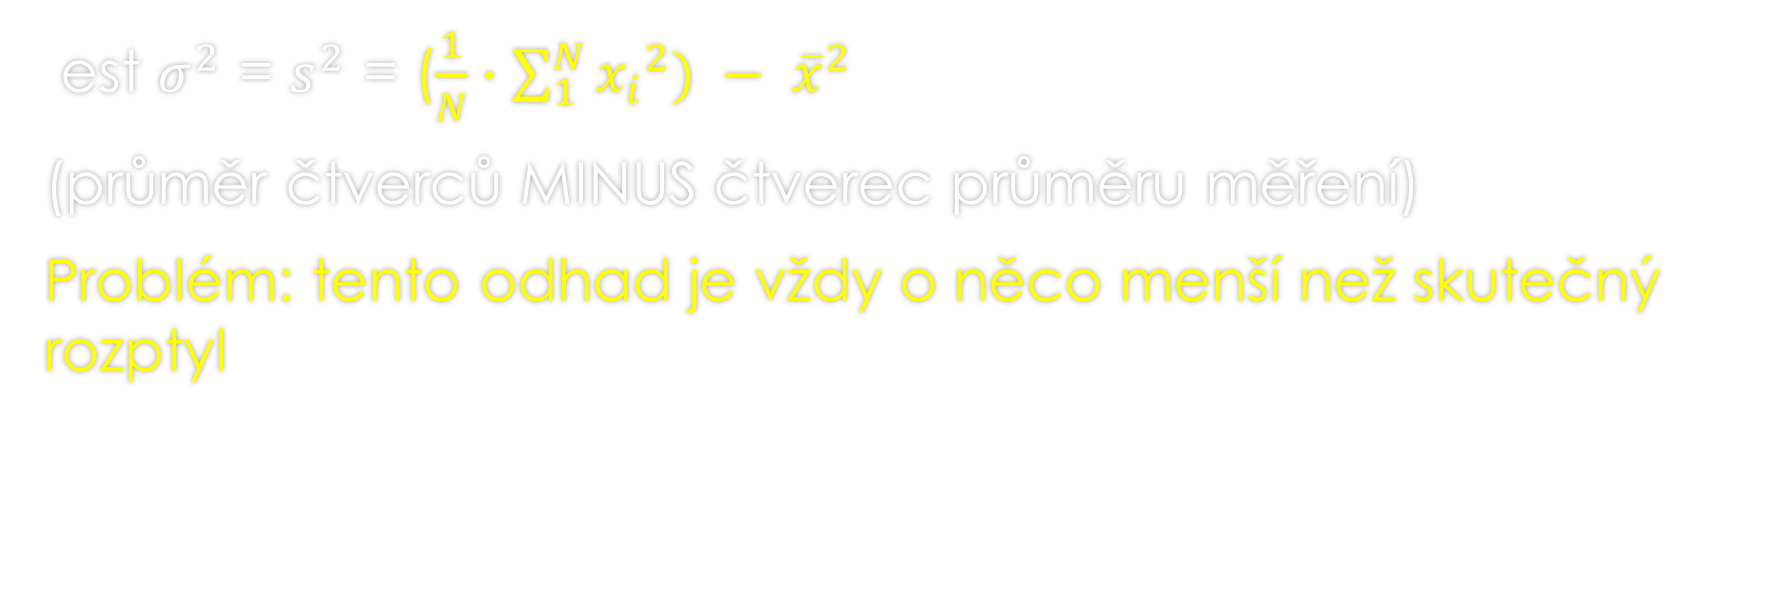 est σ² ≡ s² ≡ (1/N · ∑₁ᴺ xᵢ²) − x̄²
(průměr čtverců MINUS čtverec průměru měření)
Problém: tento odhad je vždy o něco menší než skutečný
rozptyl